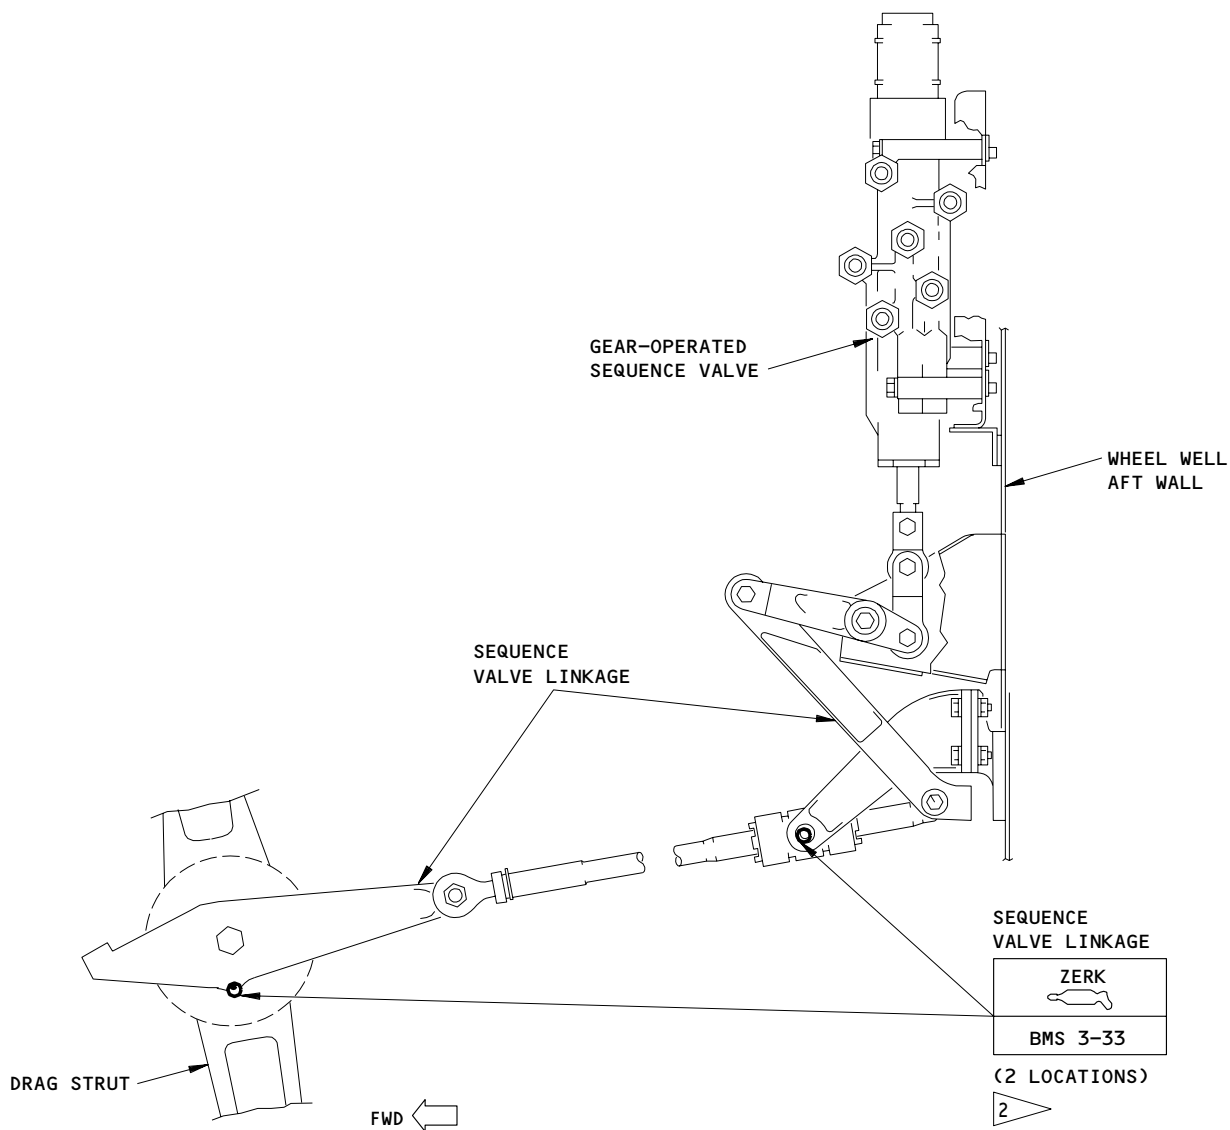 GEAR-OPERATED
SEQUENCE VALVE
WHEEL WELL
AFT WALL
SEQUENCE
VALVE LINKAGE
SEQUENCE
VALVE LINKAGE
ZERK
BMS 3-33
(2 LOCATIONS)
2
DRAG STRUT
FWD